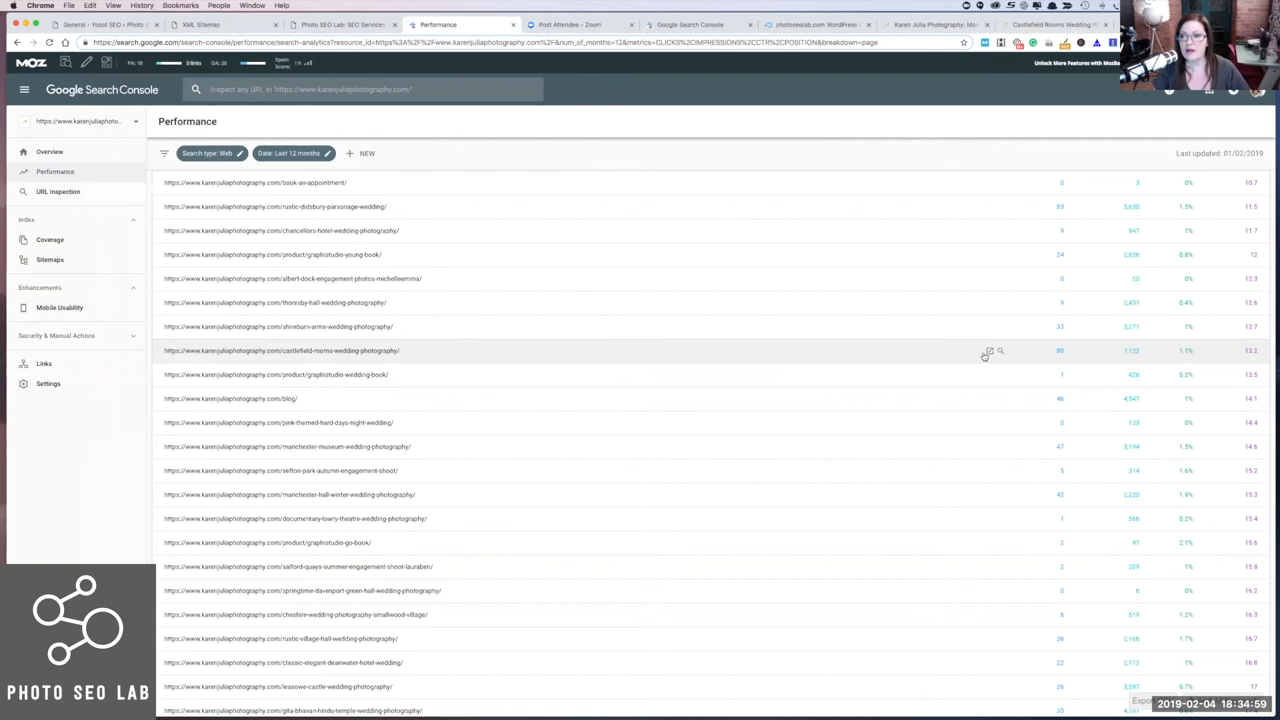 Chrome File Edit View History Bookmarks People Window Help
General - Yoast SEO ‹ Photo S
XML Sitemap
Photo SEO Lab: SEO Services
Performance
Post Attendee - Zoom
Google Search Console
photoseolab.com WordPress
Karen Julia Photography: Man
Castlefield Rooms Wedding P
https://search.google.com/search-console/performance/search-analytics?resource_id=https%3A%2F%2Fwww.karenjuliaphotography.com%2F&num_of_months=12&metrics=CLICKS%2CIMPRESSIONS%2CCTR%2CPOSITION&breakdown=page
MOZ PA: 18 0 links DA: 26 Spam Score: 1% Unlock More Features with MozBa
Google Search Console
Inspect any URL in 'https://www.karenjuliaphotography.com/'
https://www.karenjuliaphoto...
Performance
Overview
Performance
URL inspection
Index
Coverage
Sitemaps
Enhancements
Mobile Usability
Security & Manual Actions
Links
Settings
Search type: Web
Date: Last 12 months
+ NEW
Last updated: 01/02/2019
https://www.karenjuliaphotography.com/book-an-appointment/ 0 3 0% 10.7
https://www.karenjuliaphotography.com/rustic-didsbury-parsonage-wedding/ 83 5,630 1.5% 11.5
https://www.karenjuliaphotography.com/chancellors-hotel-wedding-photography/ 9 947 1% 11.7
https://www.karenjuliaphotography.com/product/graphistudio-young-book/ 24 2,856 0.8% 12
https://www.karenjuliaphotography.com/albert-dock-engagement-photos-michelleemma/ 0 50 0% 12.3
https://www.karenjuliaphotography.com/thoresby-hall-wedding-photography/ 9 2,431 0.4% 12.6
https://www.karenjuliaphotography.com/shireburn-arms-wedding-photography/ 33 3,271 1% 12.7
https://www.karenjuliaphotography.com/castlefield-rooms-wedding-photography/ 80 7,122 1.1% 13.2
https://www.karenjuliaphotography.com/product/graphistudio-wedding-book/ 1 426 0.2% 13.5
https://www.karenjuliaphotography.com/blog/ 46 4,547 1% 14.1
https://www.karenjuliaphotography.com/pink-themed-hard-days-night-wedding/ 0 133 0% 14.4
https://www.karenjuliaphotography.com/manchester-museum-wedding-photography/ 47 3,194 1.5% 14.6
https://www.karenjuliaphotography.com/sefton-park-autumn-engagement-shoot/ 5 314 1.6% 15.2
https://www.karenjuliaphotography.com/manchester-hall-winter-wedding-photography/ 42 2,220 1.9% 15.3
https://www.karenjuliaphotography.com/documentary-lowry-theatre-wedding-photography/ 1 566 0.2% 15.4
https://www.karenjuliaphotography.com/product/graphistudio-go-book/ 2 97 2.1% 15.6
https://www.karenjuliaphotography.com/salford-quays-summer-engagement-shoot-lauraben/ 2 209 1% 15.8
https://www.karenjuliaphotography.com/springtime-davenport-green-hall-wedding-photography/ 0 6 0% 16.2
https://www.karenjuliaphotography.com/cheshire-wedding-photography-smallwood-village/ 6 519 1.2% 16.3
https://www.karenjuliaphotography.com/rustic-village-hall-wedding-photography/ 36 2,166 1.7% 16.7
https://www.karenjuliaphotography.com/classic-elegant-deanwater-hotel-wedding/ 22 2,112 1% 16.8
https://www.karenjuliaphotography.com/leasowe-castle-wedding-photography/ 26 3,597 0.7% 17
https://www.karenjuliaphotography.com/gita-bhavan-hindu-temple-wedding-photography/ 35
PHOTO SEO LAB
2019-02-04 18:34:59